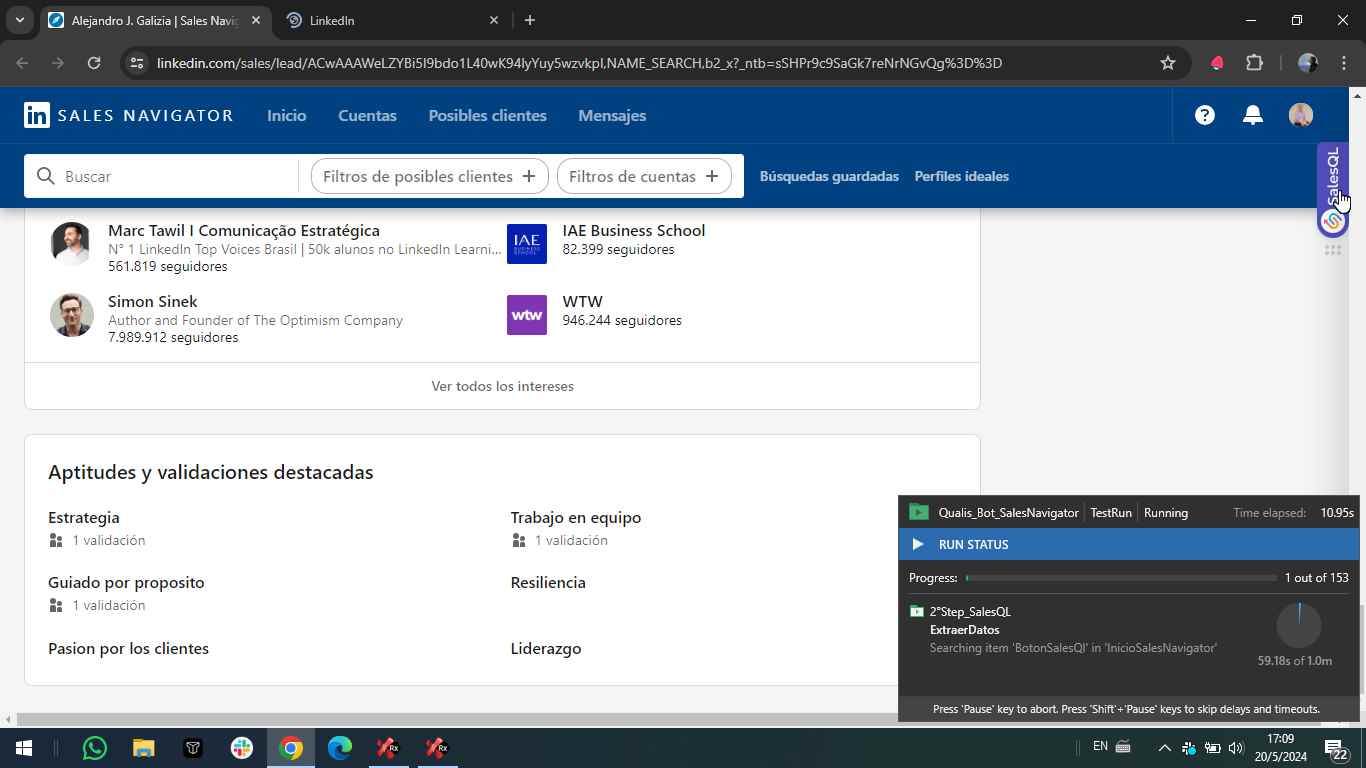 Alejandro J. Galizia | Sales Navig
LinkedIn
linkedin.com/sales/lead/ACwAAAWeLZYBi5I9bdo1L40wK94lyYuy5wzvkpI,NAME_SEARCH,b2_x?_ntb=sSHPr9c9SaGk7reNrNGvQg%3D%3D
in SALES NAVIGATOR
Inicio
Cuentas
Posibles clientes
Mensajes
Buscar
Filtros de posibles clientes +
Filtros de cuentas +
Búsquedas guardadas
Perfiles ideales
SalesQL
Marc Tawil I Comunicação Estratégica
N° 1 LinkedIn Top Voices Brasil | 50k alunos no LinkedIn Learni...
561.819 seguidores
IAE
BUSINESS
SCHOOL
IAE Business School
82.399 seguidores
Simon Sinek
Author and Founder of The Optimism Company
7.989.912 seguidores
wtw
WTW
946.244 seguidores
Ver todos los intereses
Aptitudes y validaciones destacadas
Estrategia
1 validación
Trabajo en equipo
1 validación
Guiado por proposito
1 validación
Resiliencia
Pasion por los clientes
Liderazgo
Qualis_Bot_SalesNavigator
TestRun
Running
Time elapsed: 10.95s
RUN STATUS
Progress:
1 out of 153
2°Step_SalesQL
ExtraerDatos
Searching item 'BotonSalesQl' in 'InicioSalesNavigator'
59.18s of 1.0m
Press 'Pause' key to abort. Press 'Shift'+'Pause' keys to skip delays and timeouts.
Rx
Rx
EN
17:09
20/5/2024
22